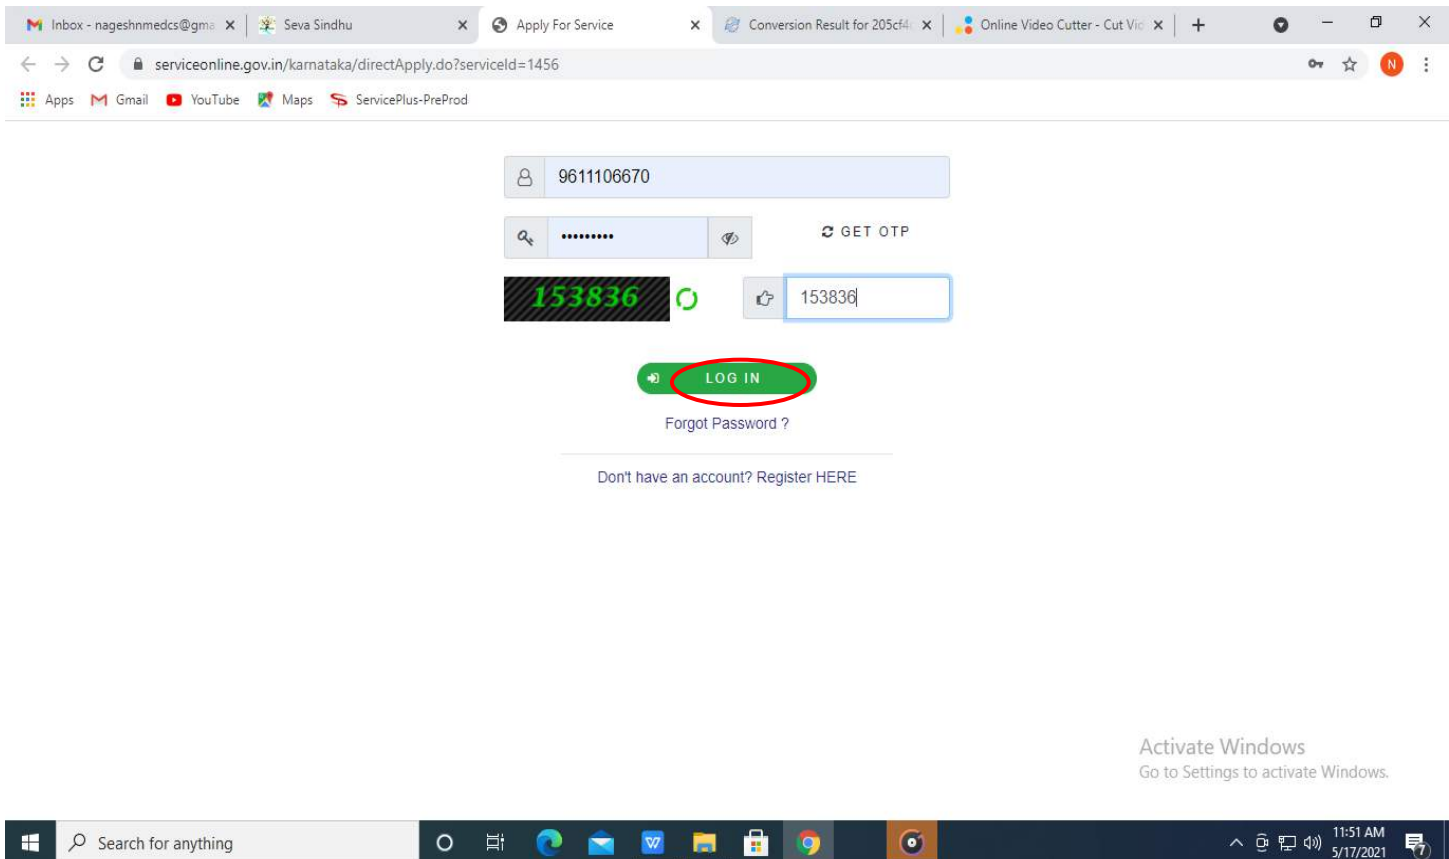 Inbox - nageshnmedcs@gma
Seva Sindhu
Apply For Service
Conversion Result for 205cf4
Online Video Cutter - Cut Vid
serviceonline.gov.in/karnataka/directApply.do?serviceId=1456
N
Apps
Gmail
YouTube
Maps
ServicePlus-PreProd
9611106670
•••••••••
GET OTP
153836
153836
LOG IN
Forgot Password ?
Don't have an account? Register HERE
Activate Windows
Go to Settings to activate Windows.
Search for anything
W
11:51 AM
5/17/2021
7